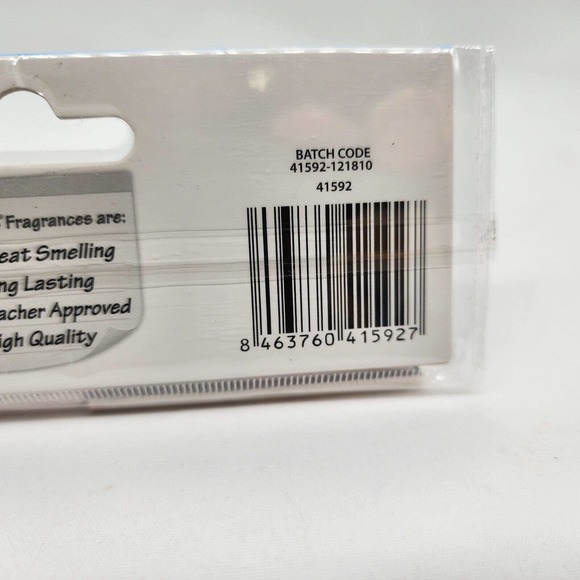 BATCH CODE
41592-121810
41592
Fragrances are:
eat Smelling
ng Lasting
acher Approved
igh Quality
8 463760 415927